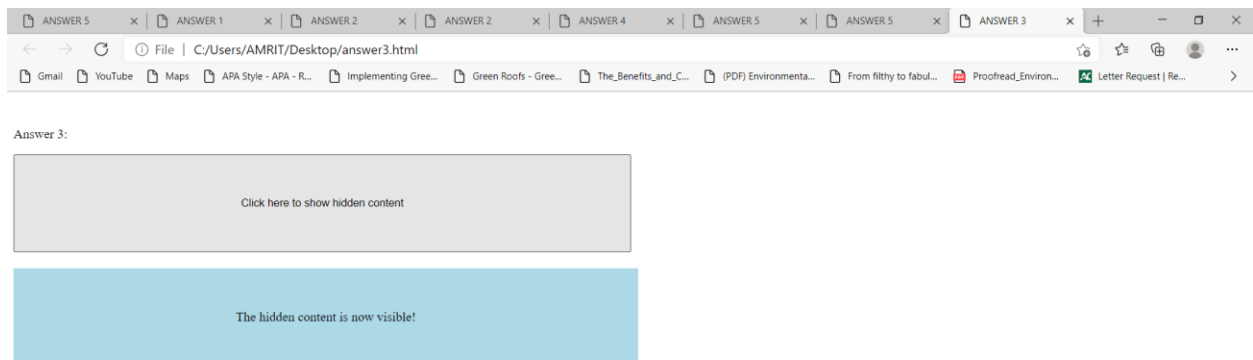 ANSWER 5 ANSWER 1 ANSWER 2 ANSWER 2 ANSWER 4 ANSWER 5 ANSWER 5 ANSWER 3
File | C:/Users/AMRIT/Desktop/answer3.html
Gmail YouTube Maps APA Style - APA - R... Implementing Gree... Green Roofs - Gree... The_Benefits_and_C... (PDF) Environmenta... From filthy to fabul... Proofread_Environ... AC Letter Request | Re...
Answer 3:
Click here to show hidden content
The hidden content is now visible!